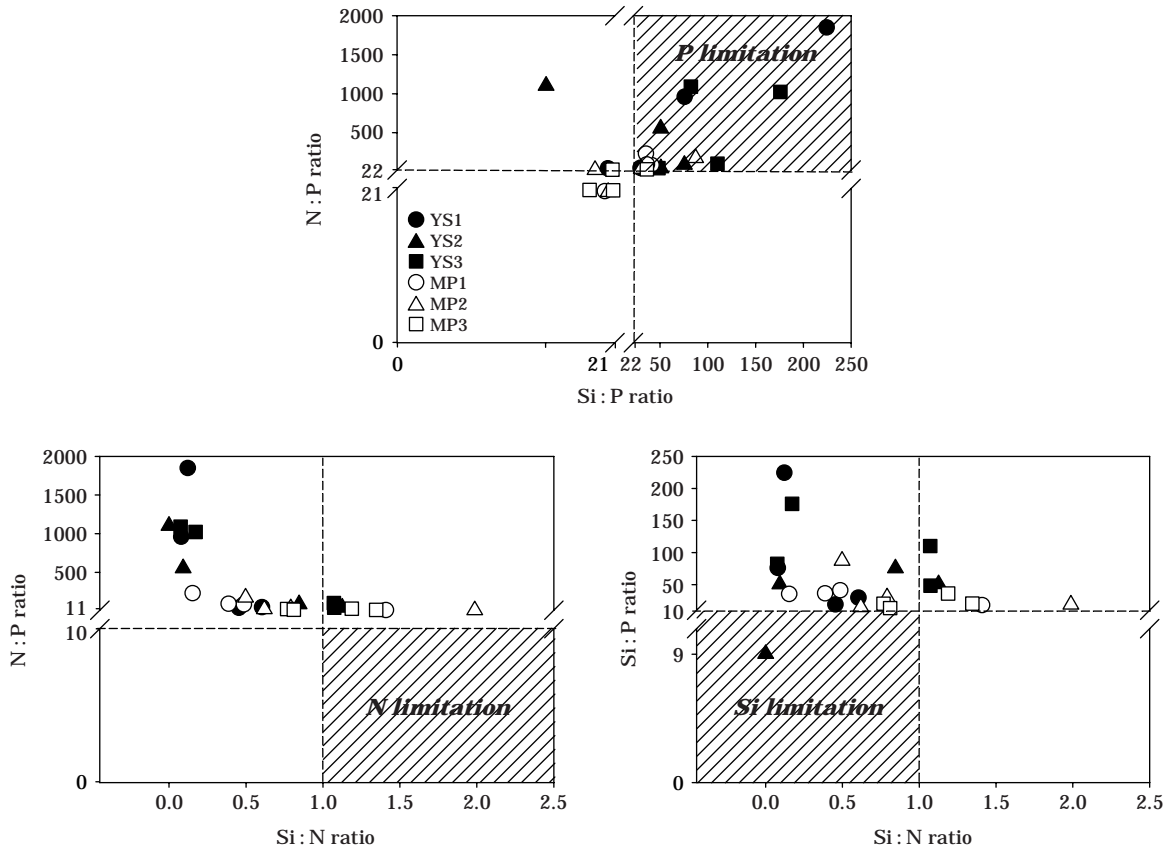 2000
1500
1000
500
22
21
0
N : P ratio
P limitation
YS1
YS2
YS3
MP1
MP2
MP3
0 21 22 50 100 150 200 250
Si : P ratio
2000
1500
1000
500
11
10
0
N : P ratio
N limitation
0.0 0.5 1.0 1.5 2.0 2.5
Si : N ratio
250
200
150
100
50
10
9
0
Si : P ratio
Si limitation
0.0 0.5 1.0 1.5 2.0 2.5
Si : N ratio